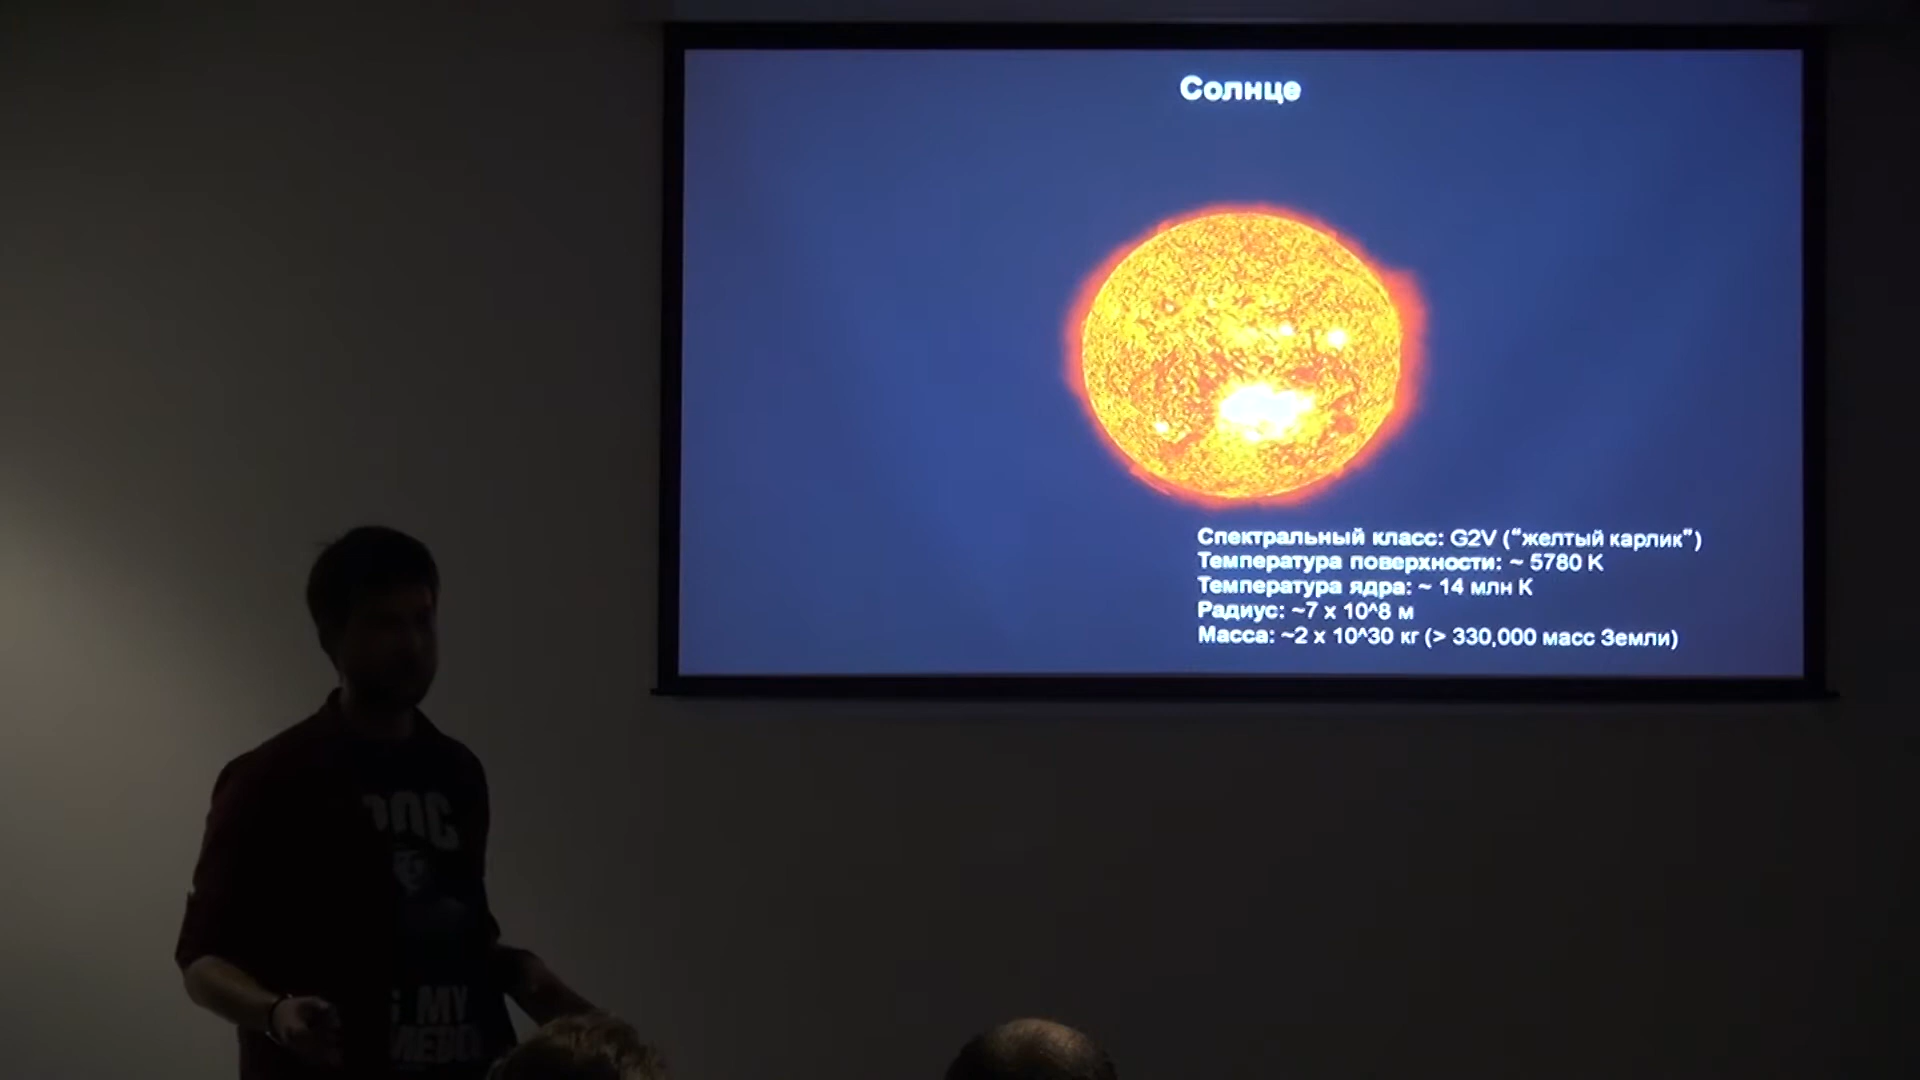 Солнце
Спектральный класс: G2V (“желтый карлик”)
Температура поверхности: ~ 5780 K
Температура ядра: ~ 14 млн K
Радиус: ~7 x 10^8 м
Масса: ~2 x 10^30 кг (> 330,000 масс Земли)
MY